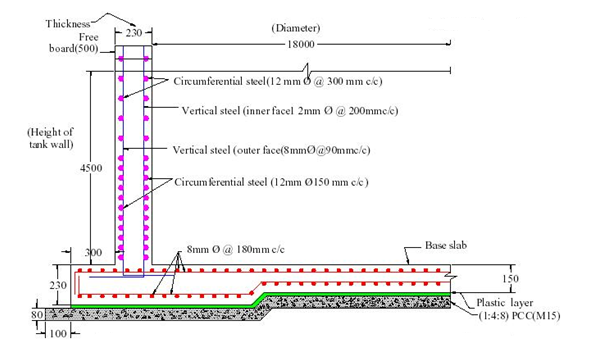 Thickness
Free
board(500)
230
(Diameter)
18000
Circumferential steel(12 mm Ø @ 300 mm c/c)
Vertical steel (inner facel 2mm Ø @ 200mmc/c)
(Height of
tank wall)
Vertical steel (outer face(8mmØ@90mmc/c)
4500
Circumferential steel (12mm Ø150 mm c/c)
300
8mm Ø @ 180mm c/c
Base slab
230
150
Plastic layer
(1:4:8) PCC(M15)
80
100